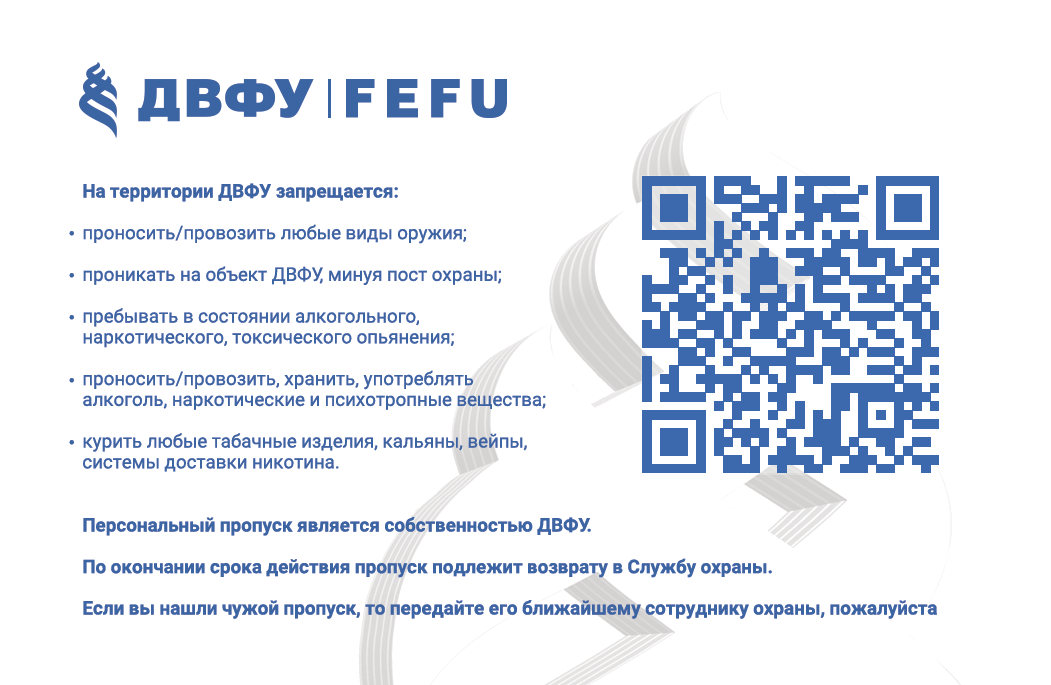 ДВФУ | FEFU
На территории ДВФУ запрещается:
• проносить/провозить любые виды оружия;
• проникать на объект ДВФУ, минуя пост охраны;
• пребывать в состоянии алкогольного,
наркотического, токсического опьянения;
• проносить/провозить, хранить, употреблять
алкоголь, наркотические и психотропные вещества;
• курить любые табачные изделия, кальяны, вейпы,
системы доставки никотина.
Персональный пропуск является собственностью ДВФУ.
По окончании срока действия пропуск подлежит возврату в Службу охраны.
Если вы нашли чужой пропуск, то передайте его ближайшему сотруднику охраны, пожалуйста